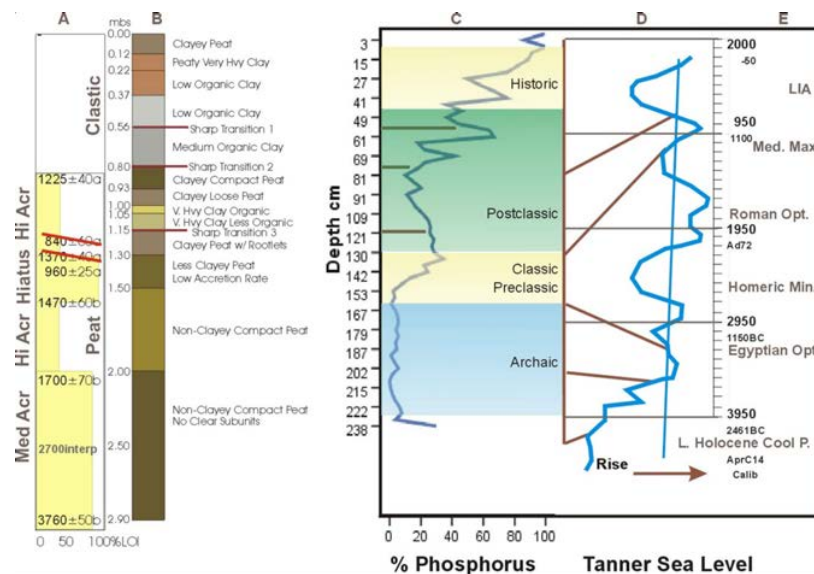 A
mbs
B
C
D
E
0.00
0.12
0.22
0.37
0.56
0.80
0.93
1.00
1.05
1.15
1.30
1.50
2.00
2.50
2.90
Clayey Peat
Peaty Very Hvy Clay
Low Organic Clay
Low Organic Clay
Sharp Transition 1
Medium Organic Clay
Sharp Transition 2
Clayey Compact Peat
Clayey Loose Peat
V. Hvy Clay Organic
V. Hvy Clay Less Organic
Sharp Transition 3
Clayey Peat w/ Rootlets
Less Clayey Peat
Low Accretion Rate
Non-Clayey Compact Peat
Non-Clayey Compact Peat
No Clear Subunits
Clastic
Peat
Hi Acr
Hiatus
Hi Acr
Med Acr
1225±40a
840±60a
1370±40a
960±25a
1470±60b
1700±70b
2700interp
3760±50b
0 50 100%LOI
Depth cm
3
15
27
41
49
61
69
81
91
109
121
130
142
153
167
179
187
202
215
222
238
Historic
Postclassic
Classic
Preclassic
Archaic
0 20 40 60 80 100
% Phosphorus
2000
-50
LIA
950
1100
Med. Max
Roman Opt.
1950
Ad72
Homeric Min.
2950
1150BC
Egyptian Opt
3950
2461BC
L. Holocene Cool P.
AprC14
Calib
Rise
Tanner Sea Level